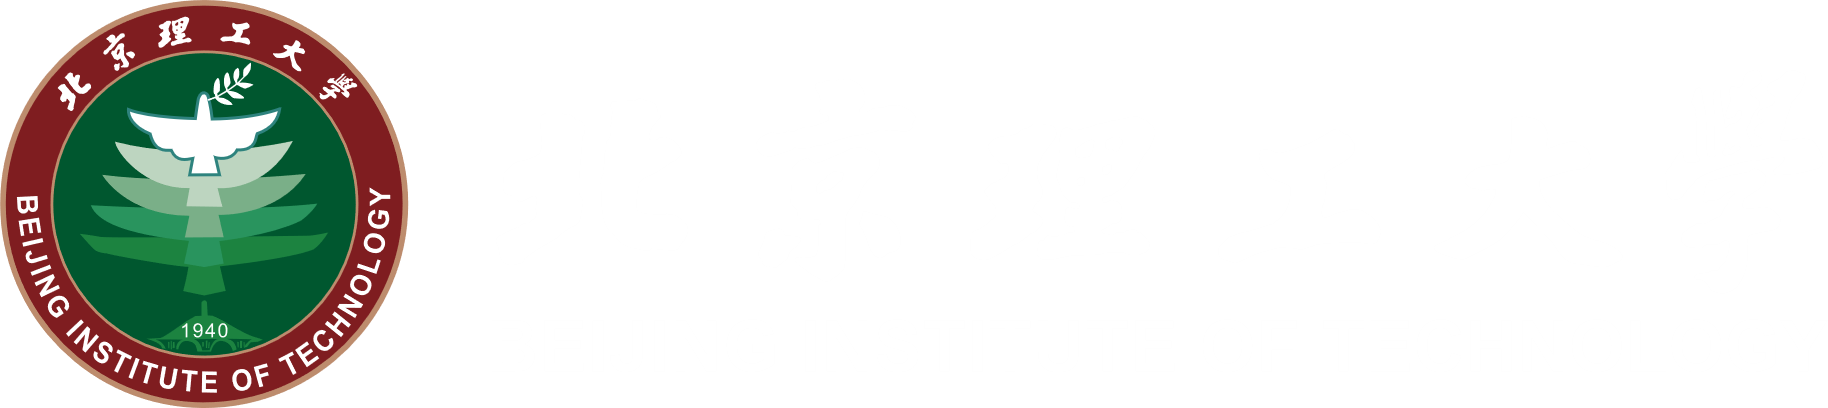 北京理工大學
1940
BEIJING INSTITUTE OF TECHNOLOGY